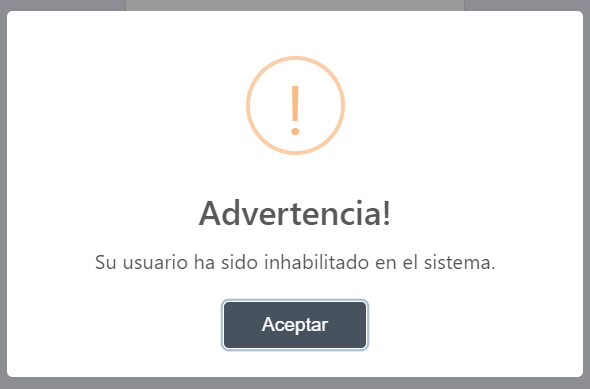 Advertencia!
Su usuario ha sido inhabilitado en el sistema.
Aceptar